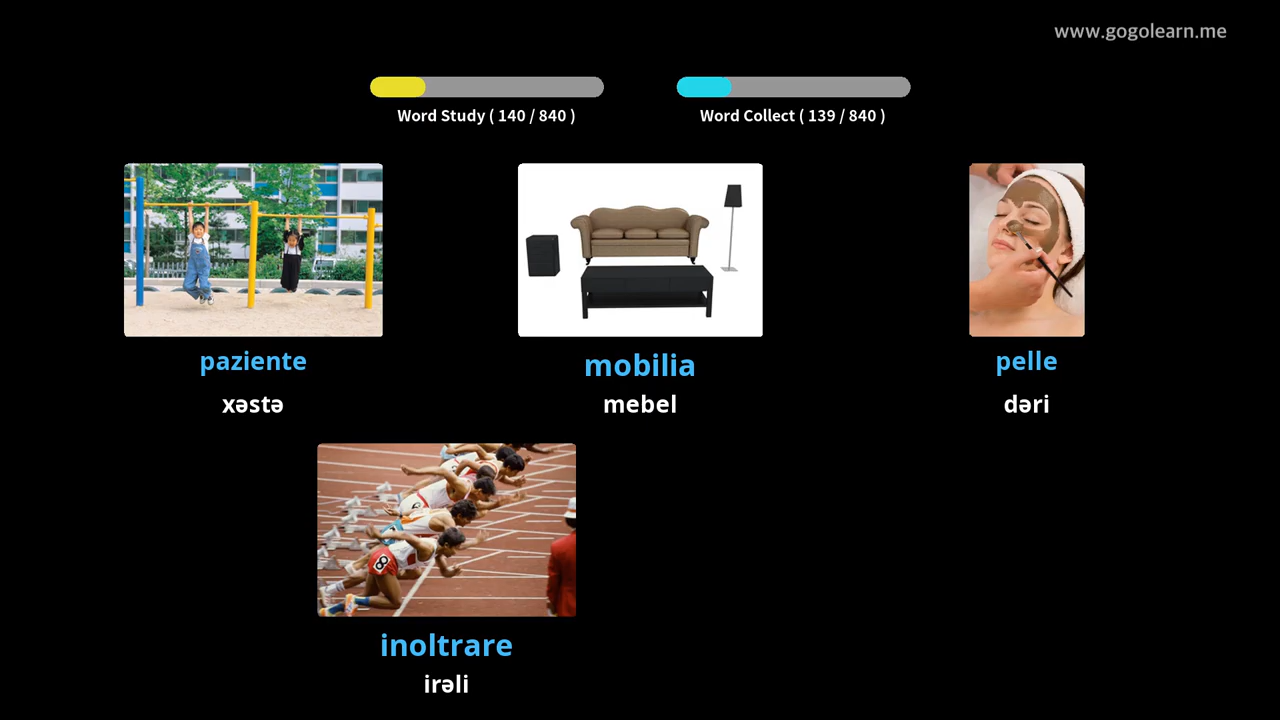 www.gogolearn.me
Word Study ( 140 / 840 )
Word Collect ( 139 / 840 )
paziente
xəstə
mobilia
mebel
pelle
dəri
inoltrare
irəli